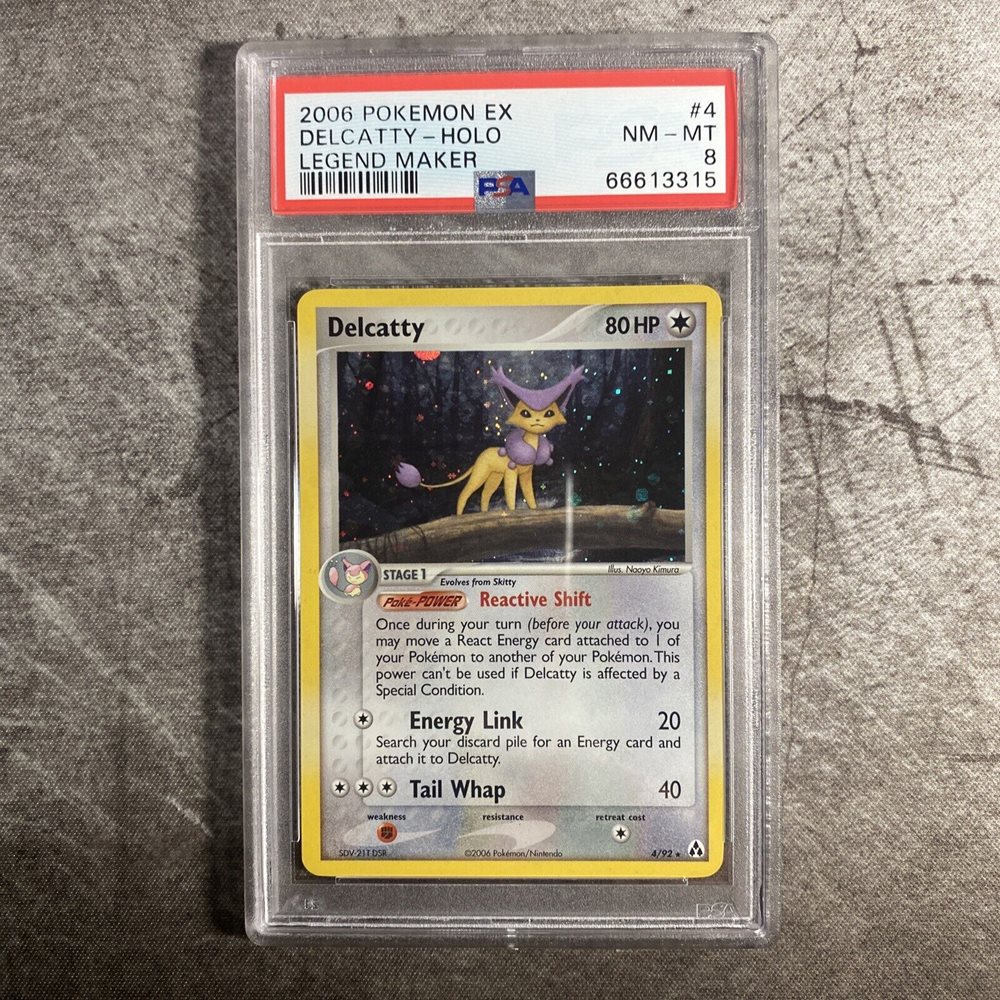 2006 POKEMON EX #4
DELCATTY - HOLO NM - MT
LEGEND MAKER 8
PSA 66613315
Delcatty 80 HP
Illus. Naoyo Kimura
STAGE 1 Evolves from Skitty
Poké-POWER Reactive Shift
Once during your turn (before your attack), you
may move a React Energy card attached to 1 of
your Pokémon to another of your Pokémon. This
power can't be used if Delcatty is affected by a
Special Condition.
Energy Link 20
Search your discard pile for an Energy card and
attach it to Delcatty.
Tail Whap 40
weakness resistance retreat cost
SDV-21T DSR ©2006 Pokémon/Nintendo 4/92 ★
PSA